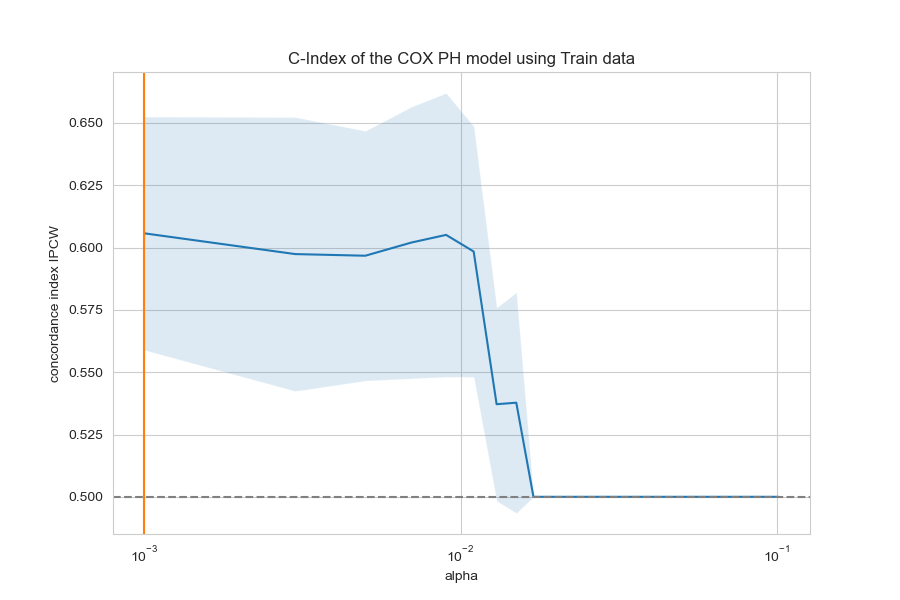 C-Index of the COX PH model using Train data
concordance index IPCW
0.650
0.625
0.600
0.575
0.550
0.525
0.500
10⁻³ 10⁻² 10⁻¹
alpha